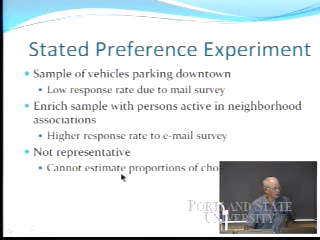 Stated Preference Experiment
Sample of vehicles parking downtown
Low response rate due to mail survey
Enrich sample with persons active in neighborhood
associations
Higher response rate to e-mail survey
Not representative
Cannot estimate proportions of
PORTLAND STATE
UNIVERSITY